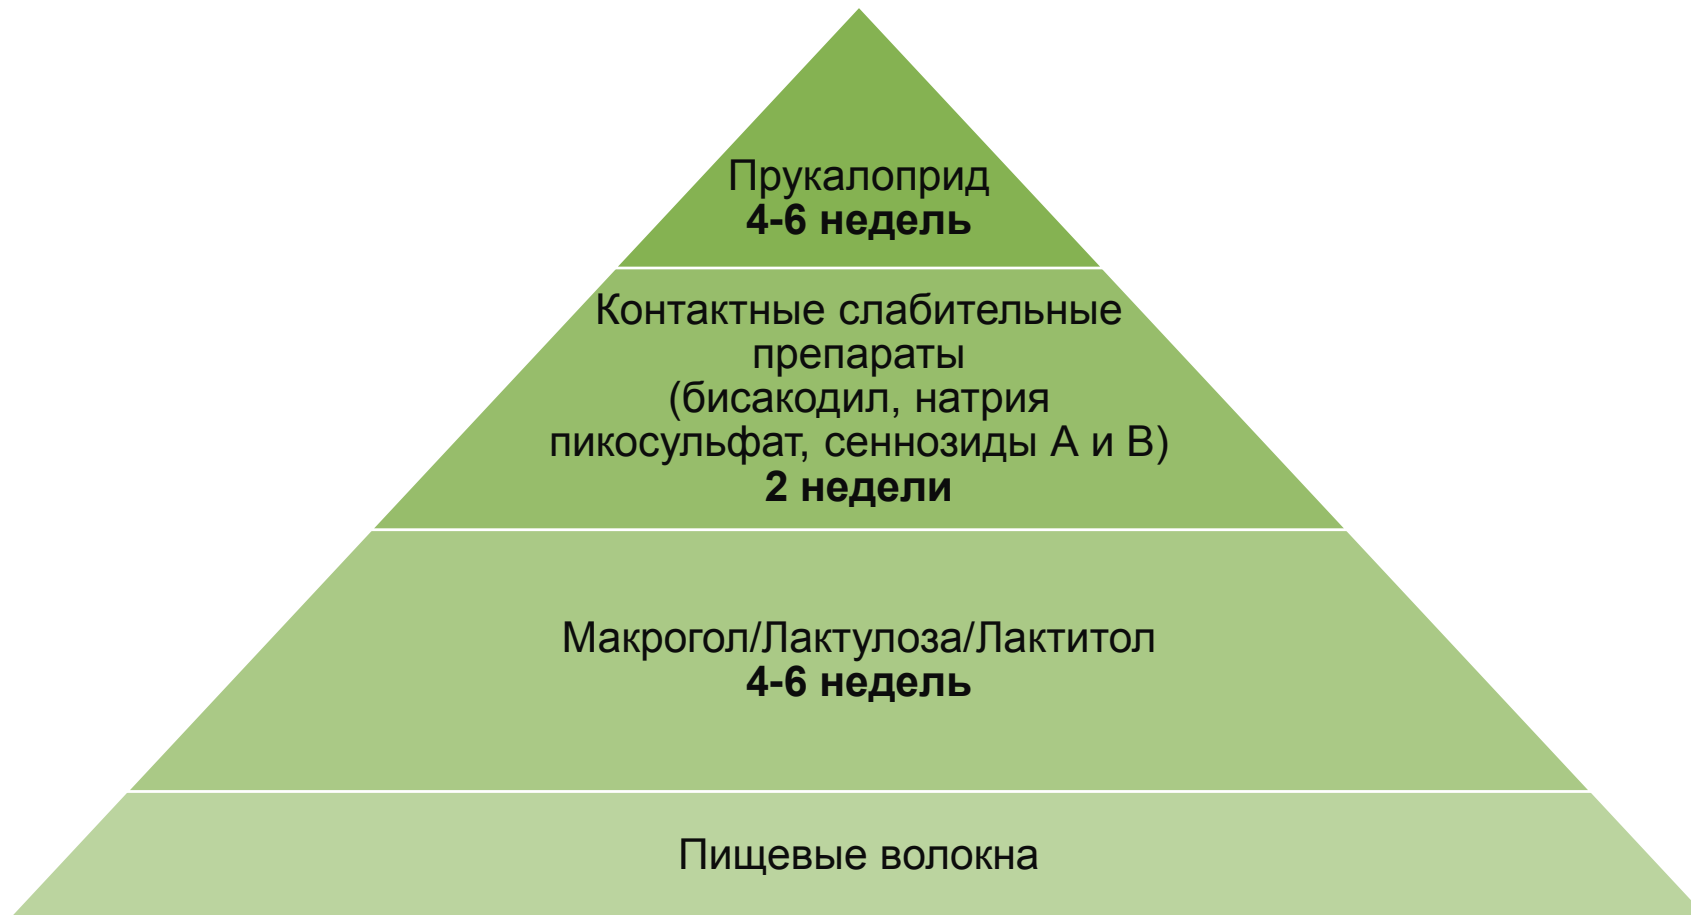 Прукалоприд
4-6 недель
Контактные слабительные
препараты
(бисакодил, натрия
пикосульфат, сеннозиды А и В)
2 недели
Макрогол/Лактулоза/Лактитол
4-6 недель
Пищевые волокна